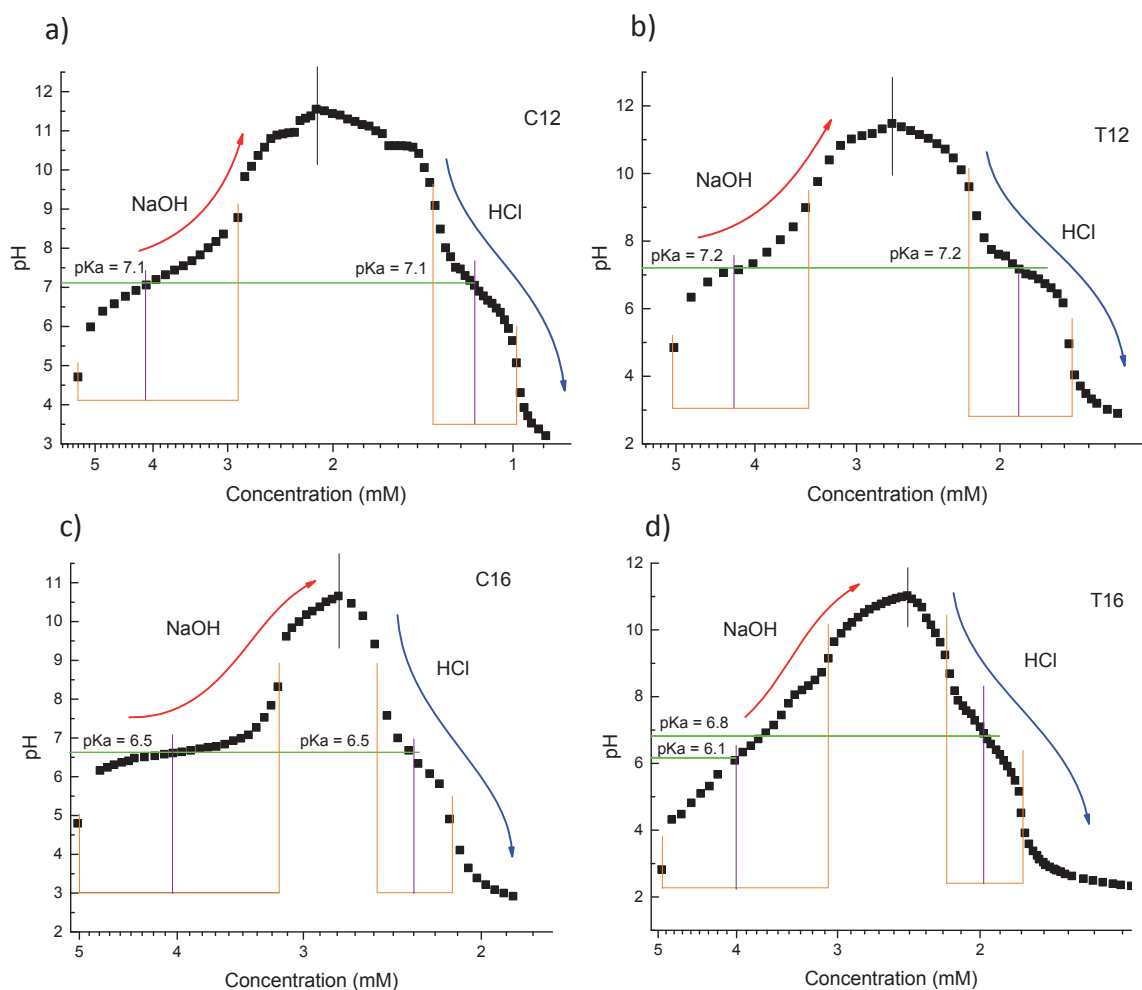 a)
C12
12
11
10
9
8
7
6
5
4
3
pH
NaOH
HCl
pKa = 7.1
pKa = 7.1
5 4 3 2 1
Concentration (mM)
b)
T12
12
10
8
6
4
2
pH
NaOH
HCl
pKa = 7.2
pKa = 7.2
5 4 3 2
Concentration (mM)
c)
C16
11
10
9
8
7
6
5
4
3
2
pH
NaOH
HCl
pKa = 6.5
pKa = 6.5
5 4 3 2
Concentration (mM)
d)
T16
12
10
8
6
4
2
pH
NaOH
HCl
pKa = 6.8
pKa = 6.1
5 4 3 2
Concentration (mM)